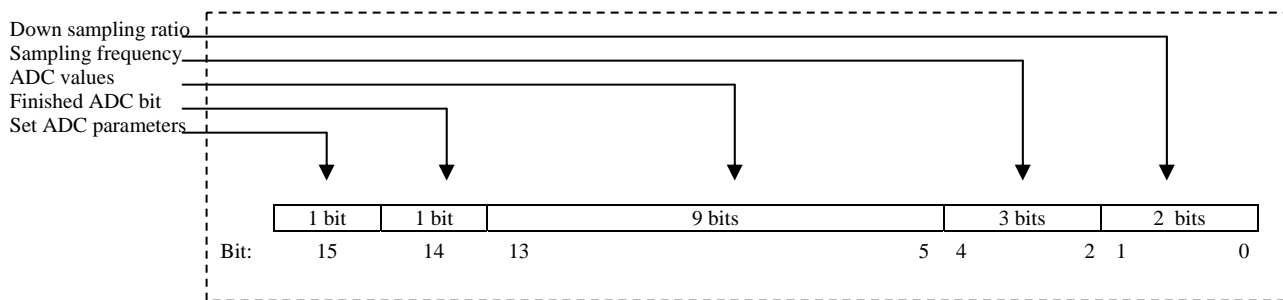 Down sampling ratio
Sampling frequency
ADC values
Finished ADC bit
Set ADC parameters
1 bit 1 bit 9 bits 3 bits 2 bits
Bit: 15 14 13 5 4 2 1 0